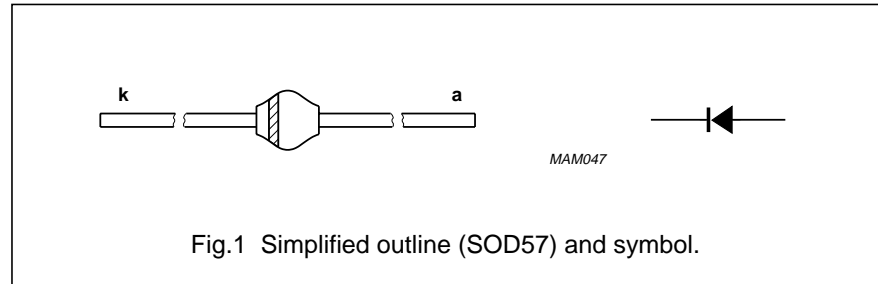 k a
MAM047
Fig.1 Simplified outline (SOD57) and symbol.